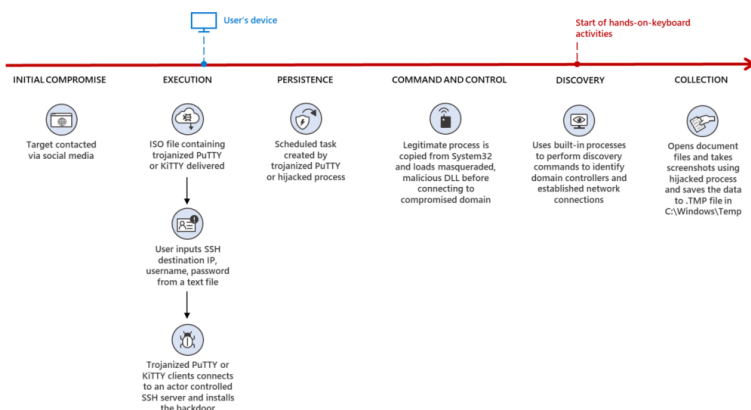 User's device
Start of hands-on-keyboard
activities
INITIAL COMPROMISE
EXECUTION
PERSISTENCE
COMMAND AND CONTROL
DISCOVERY
COLLECTION
Target contacted
via social media
ISO file containing
trojanized PuTTY
or KiTTY delivered
Scheduled task
created by
trojanized PuTTY
or hijacked process
Legitimate process is
copied from System32
and loads masqueraded,
malicious DLL before
connecting to
compromised domain
Uses built-in processes
to perform discovery
commands to identify
domain controllers and
established network
connections
Opens document
files and takes
screenshots using
hijacked process
and saves the data
to .TMP file in
C:\Windows\Temp
User inputs SSH
destination IP,
username, password
from a text file
Trojanized PuTTY or
KiTTY clients connects
to an actor controlled
SSH server and installs
the backdoor